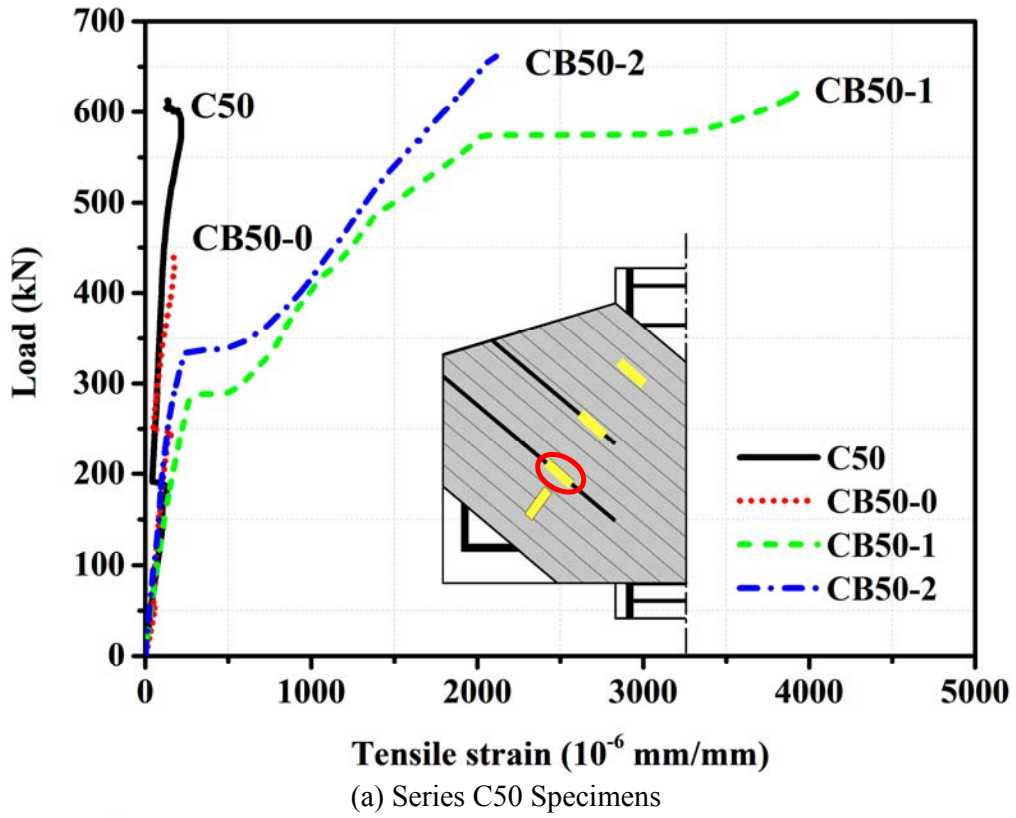 700
600
500
400
300
200
100
0
Load (kN)
C50
CB50-0
CB50-2
CB50-1
C50
CB50-0
CB50-1
CB50-2
0 1000 2000 3000 4000 5000
Tensile strain (10⁻⁶ mm/mm)
(a) Series C50 Specimens